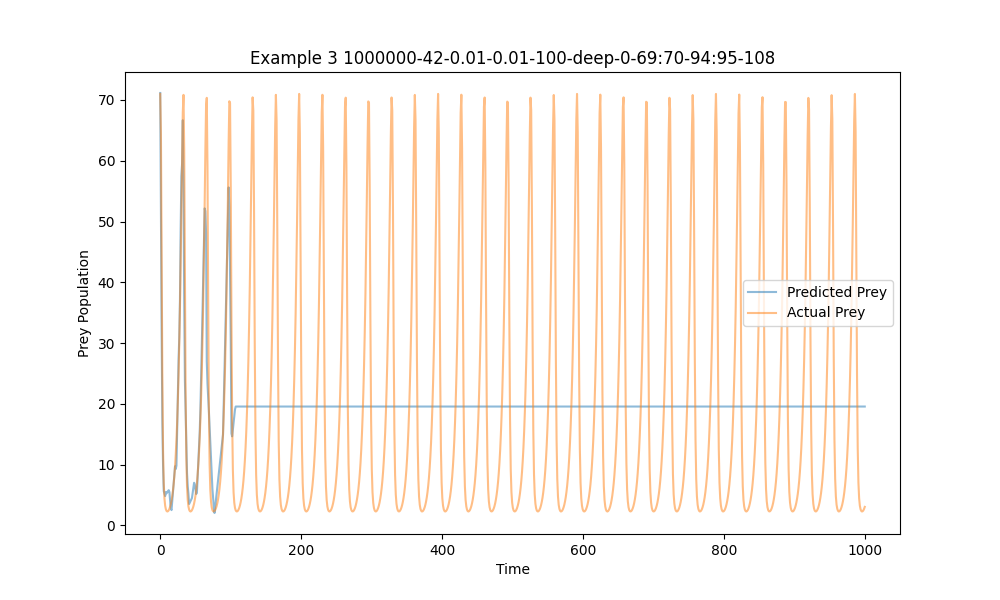 Example 3 1000000-42-0.01-0.01-100-deep-0-69:70-94:95-108
70
60
50
40
30
20
10
0
Prey Population
Predicted Prey
Actual Prey
0
200
400
600
800
1000
Time